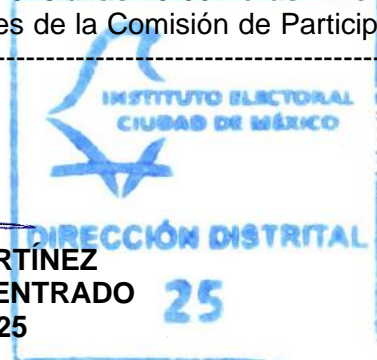 es de la Comisión de Particip
INSTITUTO ELECTORAL
CIUDAD DE MÉXICO
DIRECCIÓN DISTRITAL
25
RTÍNEZ
ENTRADO
25